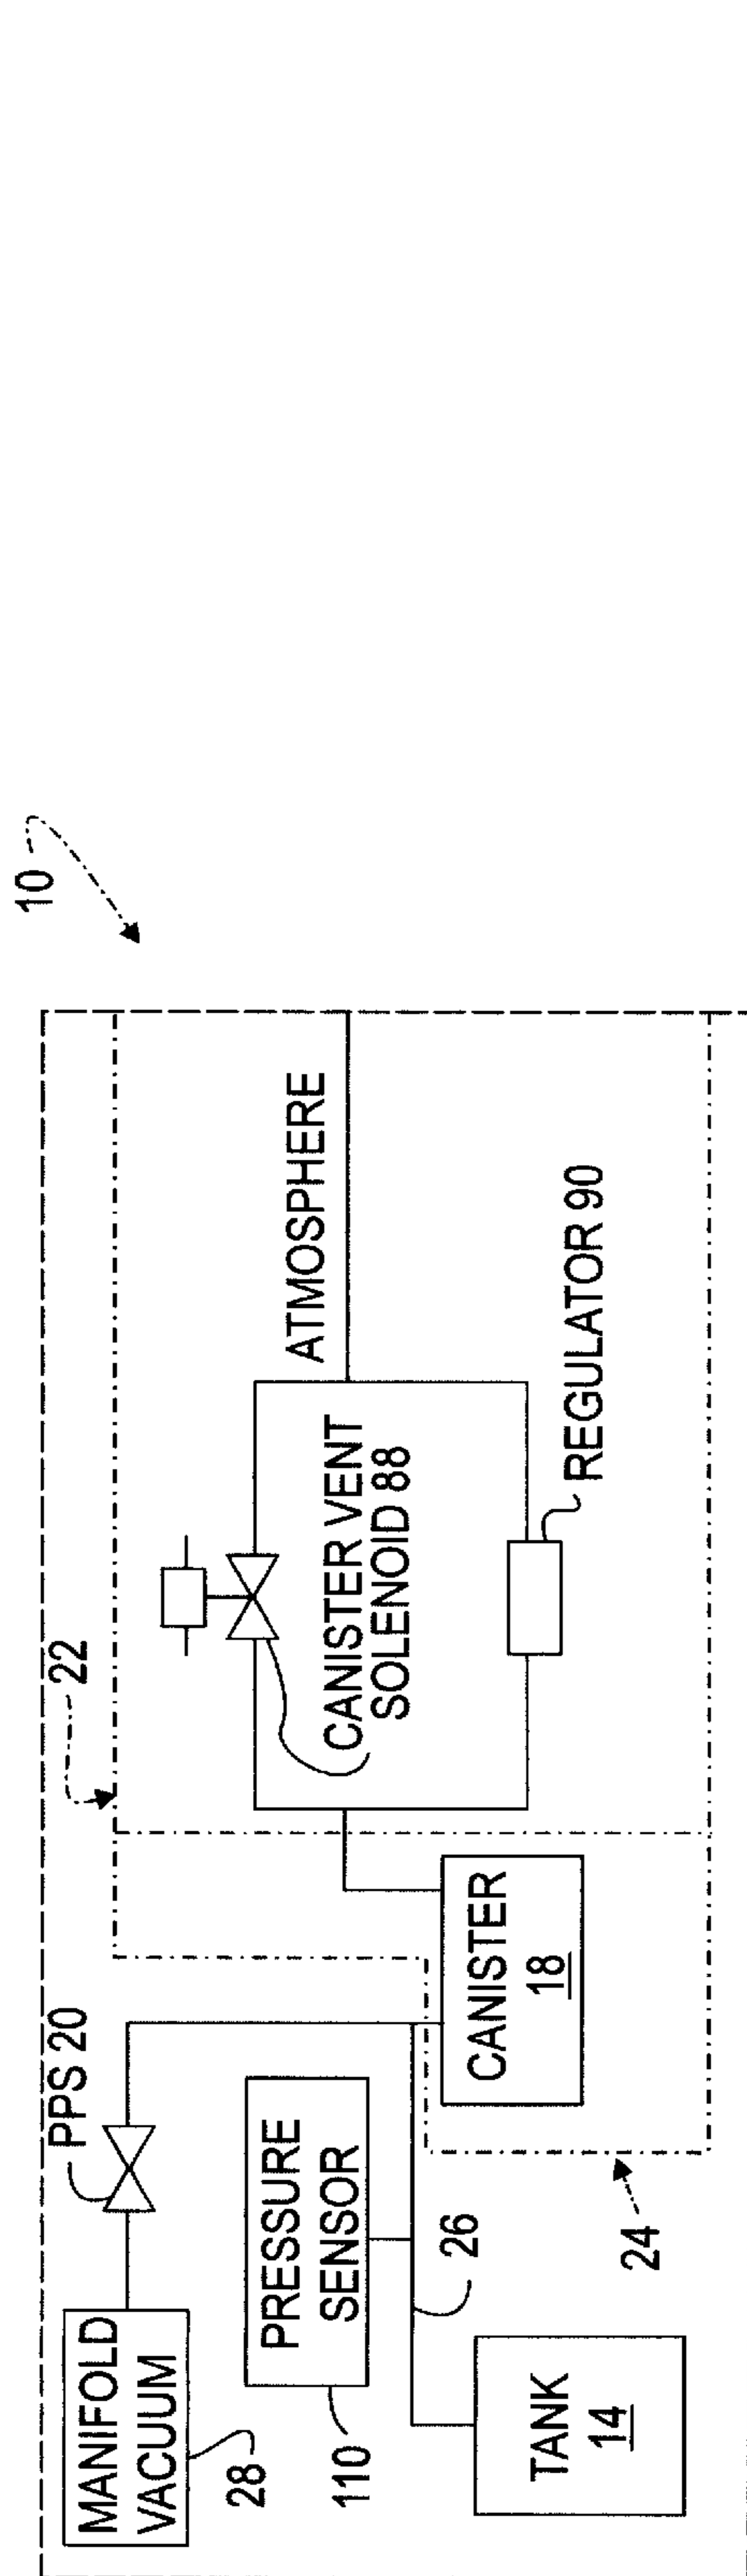 10
MANIFOLD
VACUUM
28
PPS 20
22
PRESSURE
SENSOR
110
ATMOSPHERE
CANISTER VENT
SOLENOID 88
26
CANISTER
18
REGULATOR 90
TANK
14
24